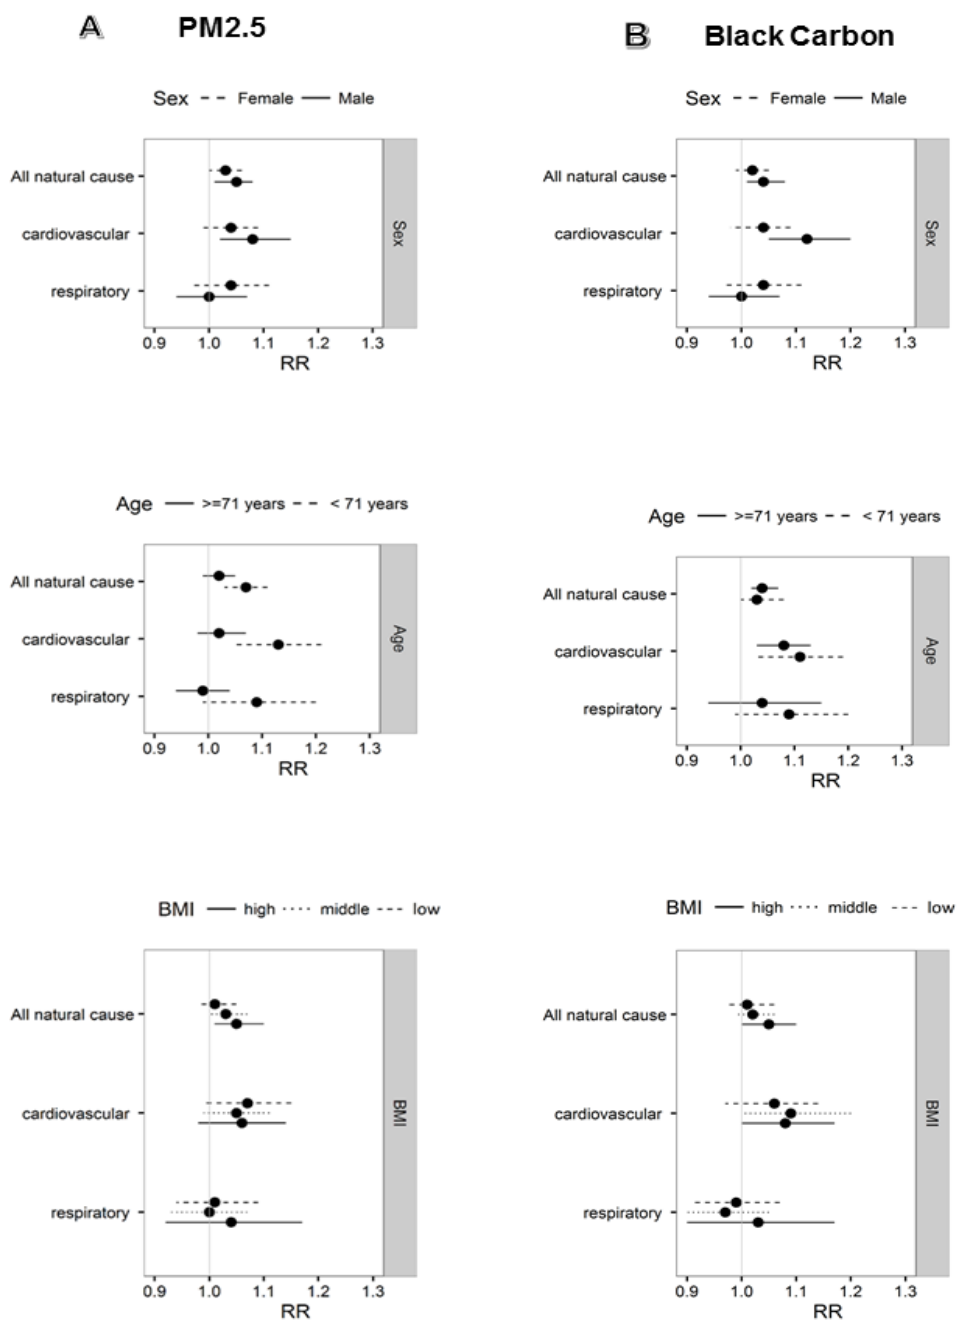 A PM2.5
Sex Female Male
All natural cause
cardiovascular
respiratory
Sex
0.9 1.0 1.1 1.2 1.3
RR
Age >=71 years < 71 years
All natural cause
cardiovascular
respiratory
Age
0.9 1.0 1.1 1.2 1.3
RR
BMI high middle low
All natural cause
cardiovascular
respiratory
BMI
0.9 1.0 1.1 1.2 1.3
RR
B Black Carbon
Sex Female Male
All natural cause
cardiovascular
respiratory
Sex
0.9 1.0 1.1 1.2 1.3
RR
Age >=71 years < 71 years
All natural cause
cardiovascular
respiratory
Age
0.9 1.0 1.1 1.2 1.3
RR
BMI high middle low
All natural cause
cardiovascular
respiratory
BMI
0.9 1.0 1.1 1.2 1.3
RR